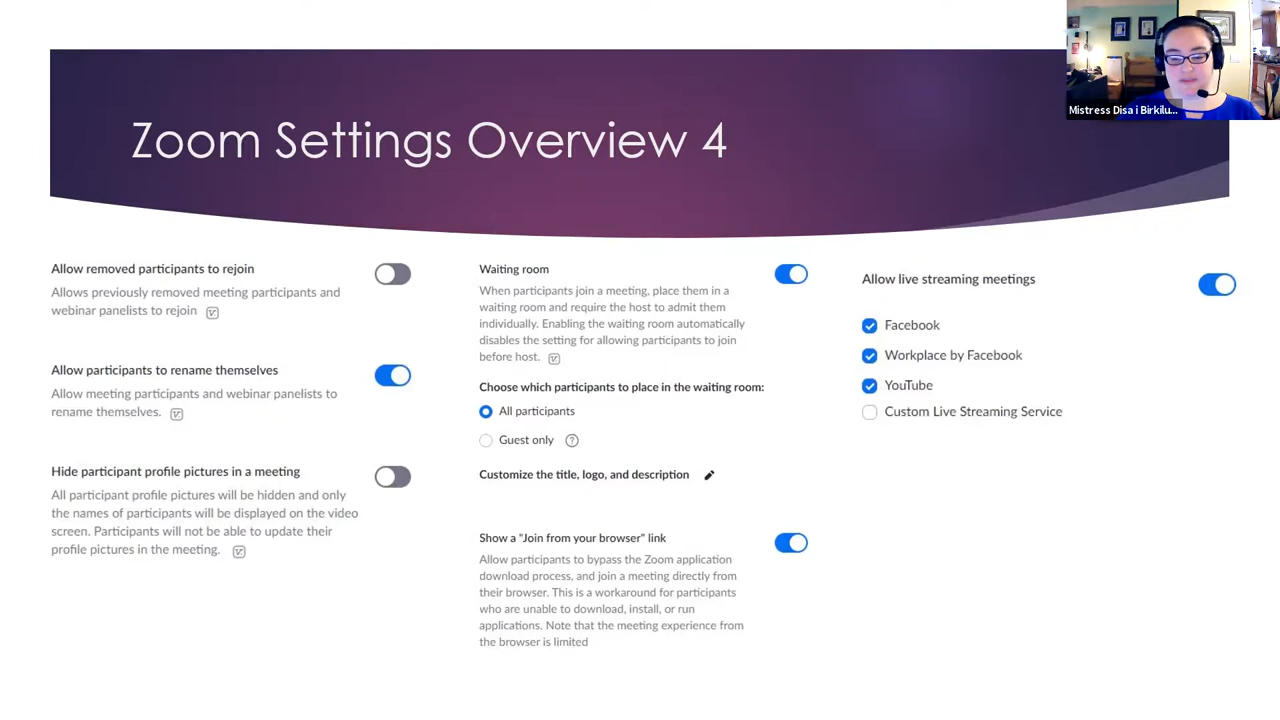 Zoom Settings Overview 4
Mistress Disa i Birkilu...
Allow removed participants to rejoin
Allows previously removed meeting participants and
webinar panelists to rejoin
Allow participants to rename themselves
Allow meeting participants and webinar panelists to
rename themselves.
Hide participant profile pictures in a meeting
All participant profile pictures will be hidden and only
the names of participants will be displayed on the video
screen. Participants will not be able to update their
profile pictures in the meeting.
Waiting room
When participants join a meeting, place them in a
waiting room and require the host to admit them
individually. Enabling the waiting room automatically
disables the setting for allowing participants to join
before host.
Choose which participants to place in the waiting room:
All participants
Guest only
Customize the title, logo, and description
Show a "Join from your browser" link
Allow participants to bypass the Zoom application
download process, and join a meeting directly from
their browser. This is a workaround for participants
who are unable to download, install, or run
applications. Note that the meeting experience from
the browser is limited
Allow live streaming meetings
Facebook
Workplace by Facebook
YouTube
Custom Live Streaming Service